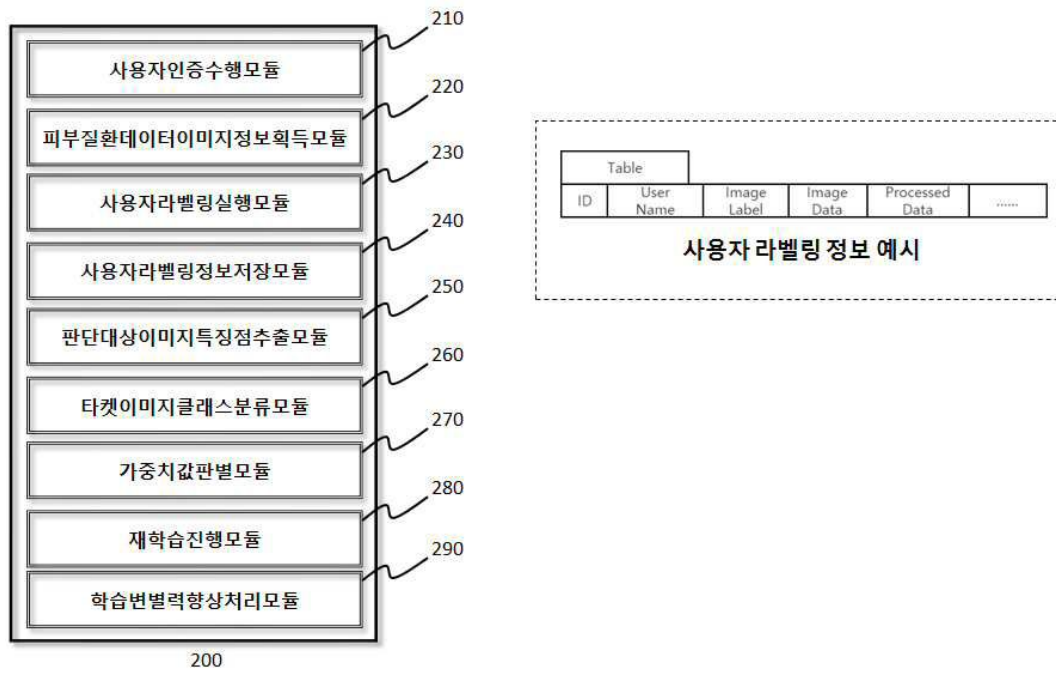 210
사용자인증수행모듈
220
피부질환데이터이미지정보획득모듈
230
사용자라벨링실행모듈
240
사용자라벨링정보저장모듈
250
판단대상이미지특징점추출모듈
260
타켓이미지클래스분류모듈
270
가중치값판별모듈
280
재학습진행모듈
290
학습변별력향상처리모듈
200
Table
ID User Name Image Label Image Data Processed Data ......
사용자 라벨링 정보 예시